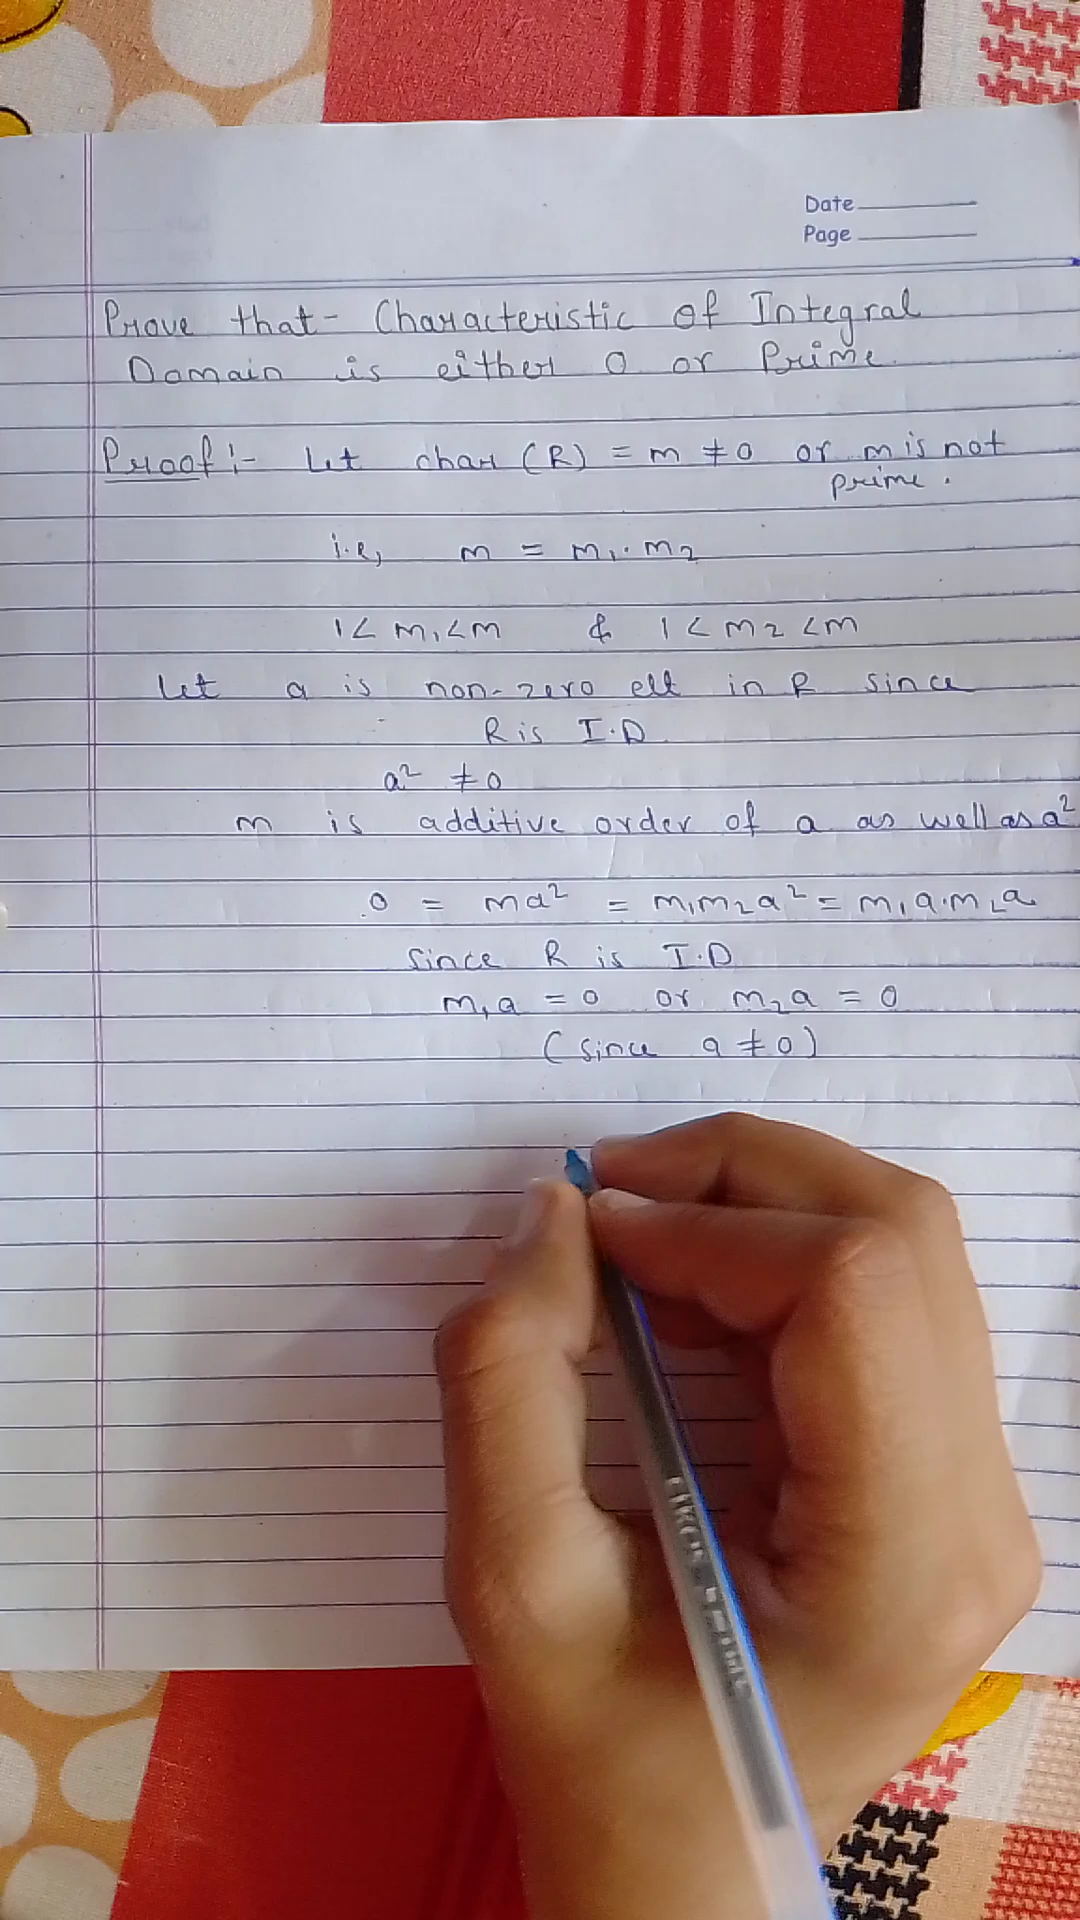 Date
Page
Prove that - Characteristic of Integral
Domain is either 0 or Prime
Proof :- Let char (R) = m ≠ 0 or m is not
prime.
i.e, m = m₁. m₂
1 < m₁ < m & 1 < m₂ < m
Let a is non-zero elt in R since
R is I.D
a² ≠ 0
m is additive order of a as well as a²
0 = ma² = m₁m₂a² = m₁a.m₂a
since R is I.D
m₁a = 0 or m₂a = 0
(since a ≠ 0)